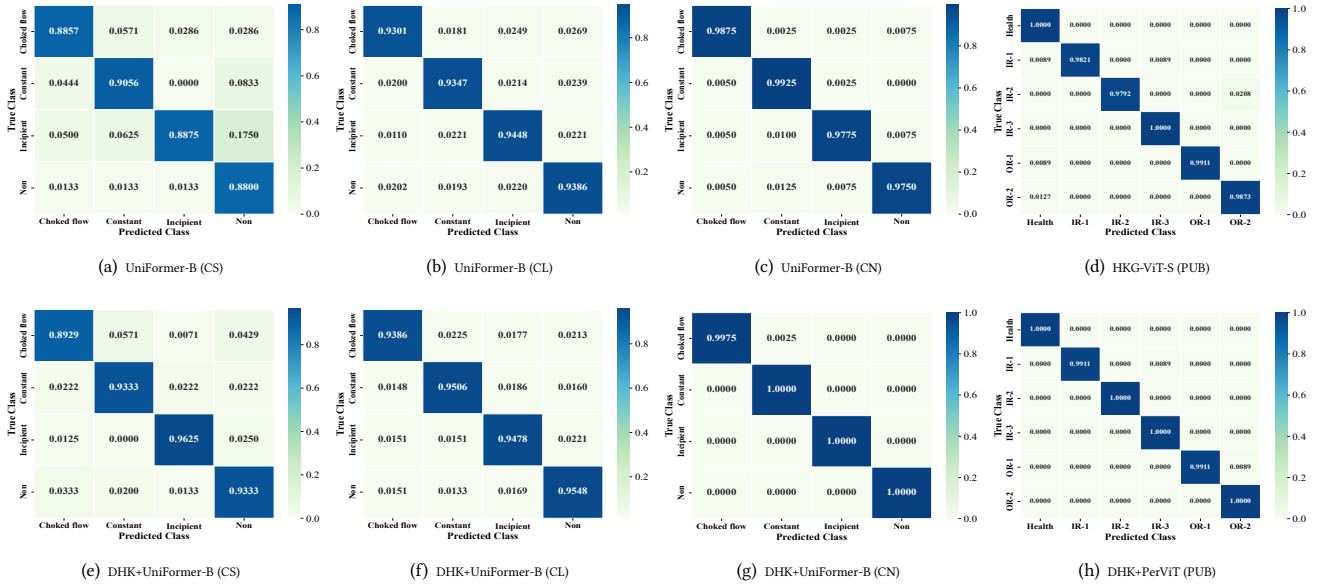 Choked flow 0.8857 0.0571 0.0286 0.0286
Constant 0.0444 0.9056 0.0000 0.0833
Incipient 0.0500 0.0625 0.8875 0.1750
Non 0.0133 0.0133 0.0133 0.8800
True Class
Choked flow Constant Incipient Non
Predicted Class
0.8
0.6
0.4
0.2
0.0
(a) UniFormer-B (CS)
Choked flow 0.9301 0.0181 0.0249 0.0269
Constant 0.0200 0.9347 0.0214 0.0239
Incipient 0.0110 0.0221 0.9448 0.0221
Non 0.0202 0.0193 0.0220 0.9386
True Class
Choked flow Constant Incipient Non
Predicted Class
0.8
0.6
0.4
0.2
(b) UniFormer-B (CL)
Choked flow 0.9875 0.0025 0.0025 0.0075
Constant 0.0050 0.9925 0.0025 0.0000
Incipient 0.0050 0.0100 0.9775 0.0075
Non 0.0050 0.0125 0.0075 0.9750
True Class
Choked flow Constant Incipient Non
Predicted Class
0.8
0.6
0.4
0.2
0.0
(c) UniFormer-B (CN)
Health 1.0000 0.0000 0.0000 0.0000 0.0000 0.0000
IR-1 0.0089 0.9821 0.0000 0.0089 0.0000 0.0000
IR-2 0.0000 0.0000 0.9792 0.0000 0.0000 0.0208
IR-3 0.0000 0.0000 0.0000 1.0000 0.0000 0.0000
OR-1 0.0089 0.0000 0.0000 0.0000 0.9911 0.0000
OR-2 0.0127 0.0000 0.0000 0.0000 0.0000 0.9873
True Class
Health IR-1 IR-2 IR-3 OR-1 OR-2
Predicted Class
1.0
0.8
0.6
0.4
0.2
0.0
(d) HKG-ViT-S (PUB)
Choked flow 0.8929 0.0571 0.0071 0.0429
Constant 0.0222 0.9333 0.0222 0.0222
Incipient 0.0125 0.0000 0.9625 0.0250
Non 0.0333 0.0200 0.0133 0.9333
True Class
Choked flow Constant Incipient Non
Predicted Class
0.8
0.6
0.4
0.2
0.0
(e) DHK+UniFormer-B (CS)
Choked flow 0.9386 0.0225 0.0177 0.0213
Constant 0.0148 0.9506 0.0186 0.0160
Incipient 0.0151 0.0151 0.9478 0.0221
Non 0.0151 0.0133 0.0169 0.9548
True Class
Choked flow Constant Incipient Non
Predicted Class
0.8
0.6
0.4
0.2
(f) DHK+UniFormer-B (CL)
Choked flow 0.9975 0.0025 0.0000 0.0000
Constant 0.0000 1.0000 0.0000 0.0000
Incipient 0.0000 0.0000 1.0000 0.0000
Non 0.0000 0.0000 0.0000 1.0000
True Class
Choked flow Constant Incipient Non
Predicted Class
1.0
0.8
0.6
0.4
0.2
0.0
(g) DHK+UniFormer-B (CN)
Health 1.0000 0.0000 0.0000 0.0000 0.0000 0.0000
IR-1 0.0000 0.9911 0.0000 0.0089 0.0000 0.0000
IR-2 0.0000 0.0000 1.0000 0.0000 0.0000 0.0000
IR-3 0.0000 0.0000 0.0000 1.0000 0.0000 0.0000
OR-1 0.0000 0.0000 0.0000 0.0000 0.9911 0.0089
OR-2 0.0000 0.0000 0.0000 0.0000 0.0000 1.0000
True Class
Health IR-1 IR-2 IR-3 OR-1 OR-2
Predicted Class
1.0
0.8
0.6
0.4
0.2
0.0
(h) DHK+PerViT (PUB)